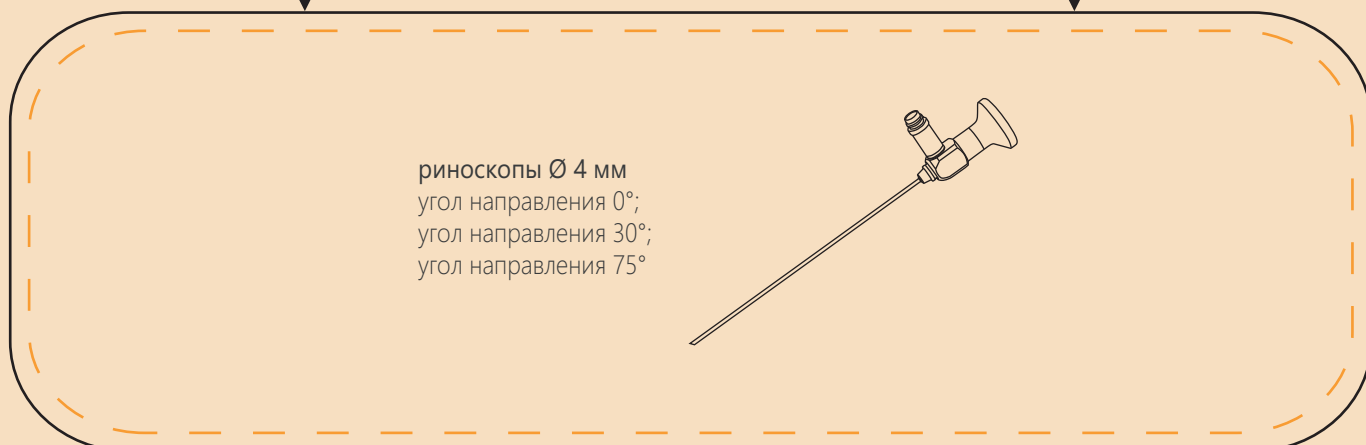 риноскопы Ø 4 мм
угол направления 0°;
угол направления 30°;
угол направления 75°